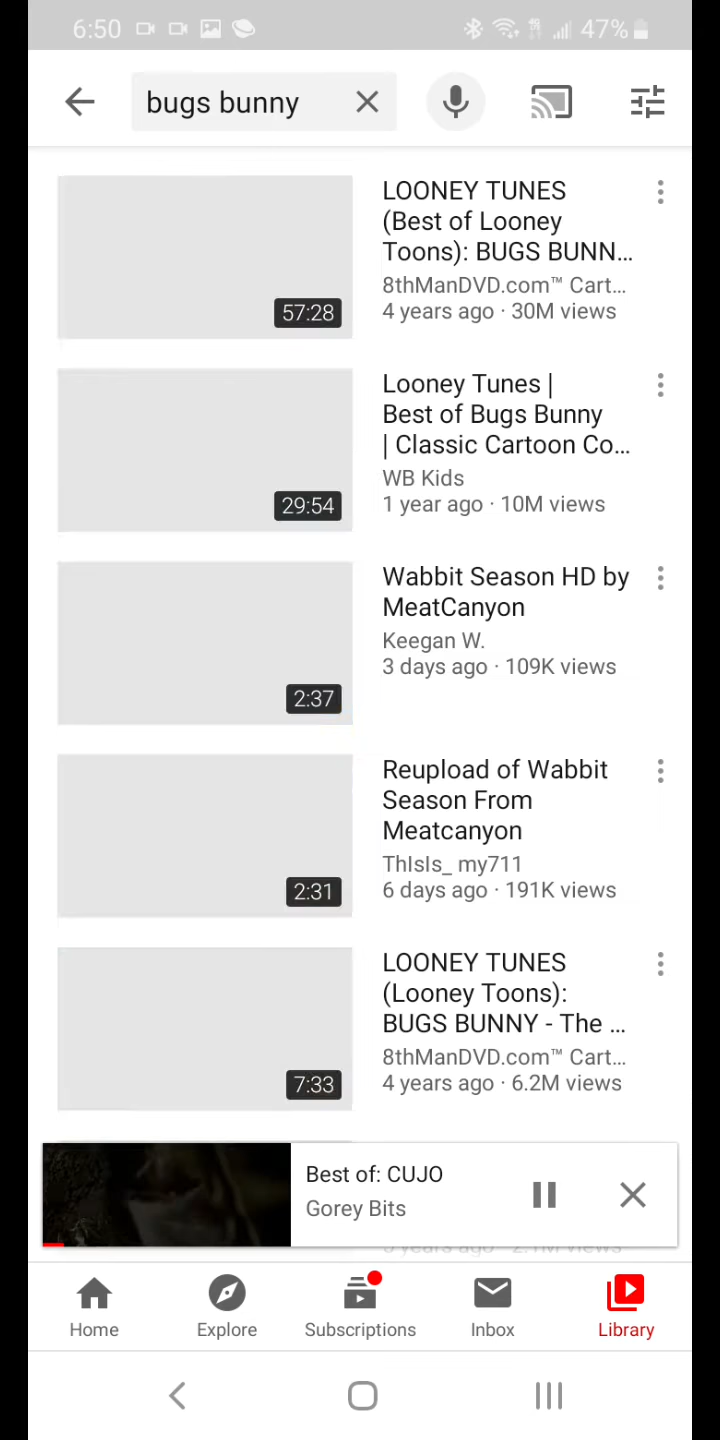 6:50
47%
bugs bunny
LOONEY TUNES
(Best of Looney
Toons): BUGS BUNN...
8thManDVD.com™ Cart...
4 years ago · 30M views
57:28
Looney Tunes |
Best of Bugs Bunny
| Classic Cartoon Co...
WB Kids
1 year ago · 10M views
29:54
Wabbit Season HD by
MeatCanyon
Keegan W.
3 days ago · 109K views
2:37
Reupload of Wabbit
Season From
Meatcanyon
ThIsIs_ my711
6 days ago · 191K views
2:31
LOONEY TUNES
(Looney Toons):
BUGS BUNNY - The ...
8thManDVD.com™ Cart...
4 years ago · 6.2M views
7:33
Best of: CUJO
Gorey Bits
Home
Explore
Subscriptions
Inbox
Library